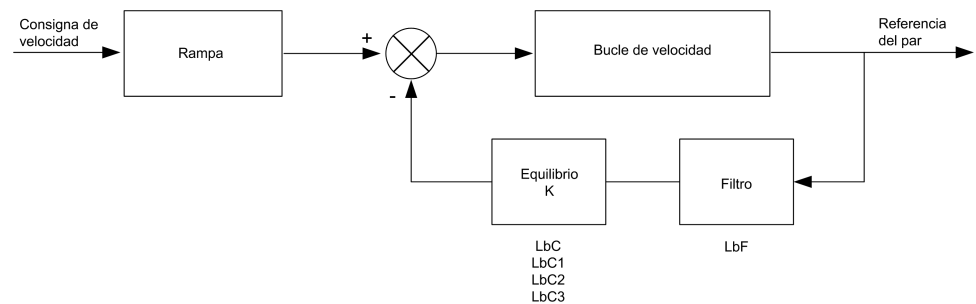 Consigna de
velocidad
Rampa
+
-
Bucle de velocidad
Referencia
del par
Equilibrio
K
Filtro
LbC
LbC1
LbC2
LbC3
LbF